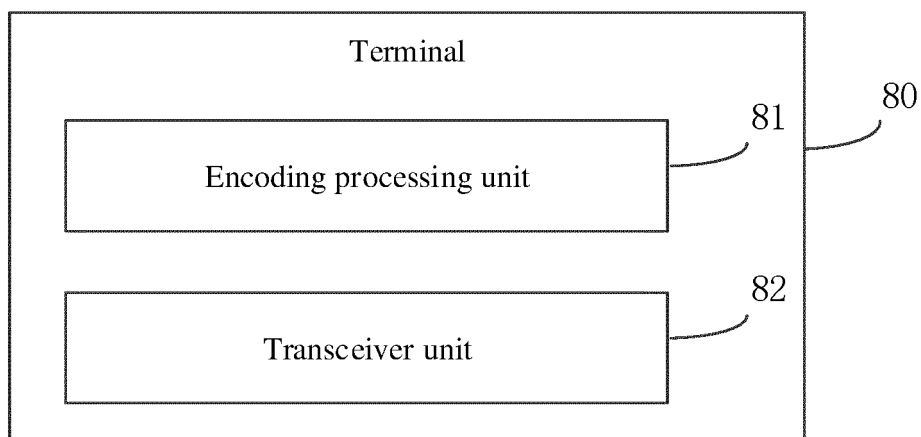 Terminal
80
81
Encoding processing unit
82
Transceiver unit